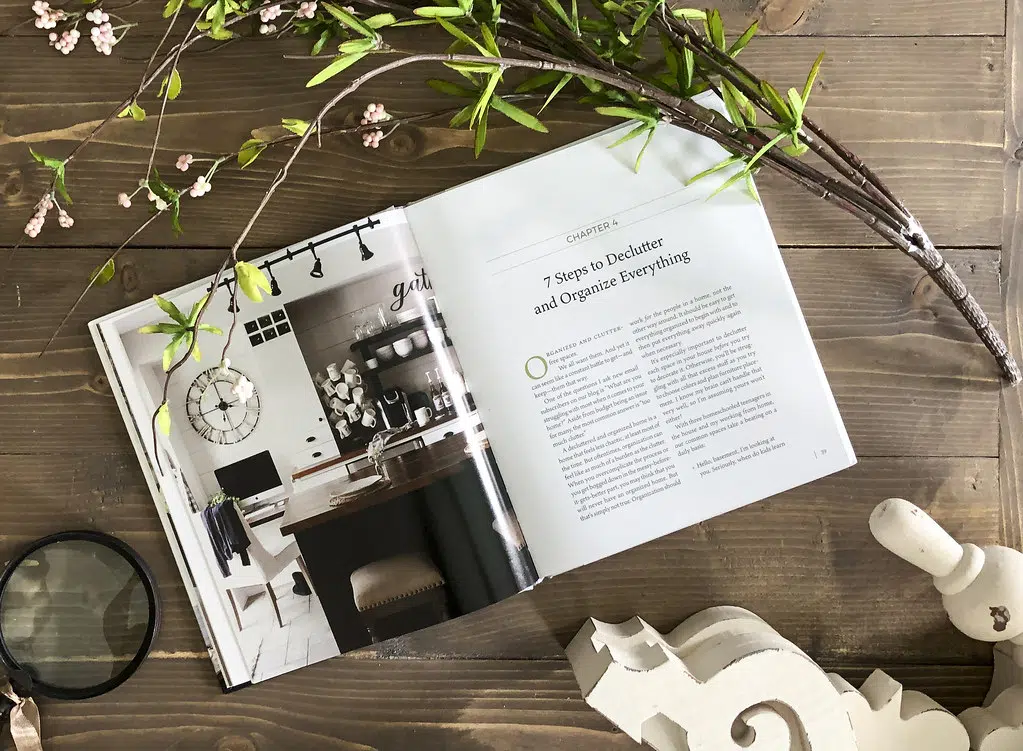 gat
CHAPTER 4
7 Steps to Declutter
and Organize Everything
ORGANIZED AND CLUTTER-
free spaces.
We all want them. And yet it
can seem like a constant battle to get—and
keep—them that way.
One of the questions I ask new email
subscribers on our blog is "What are you
struggling with most when it comes to your
home?" Aside from budget being an issue
for many, the most common answer is "too
much clutter."
A decluttered and organized home is a
home that feels less chaotic, at least most of
the time. But oftentimes, organization can
feel like as much of a burden as the clutter.
When you overcomplicate the process or
you get bogged down in the messy-before-
it-gets-better part, you may think that you
will never have an organized home. But
that's simply not true. Organization should
work for the people in a home, not the
other way around. It should be easy to get
everything organized to begin with and to
then put everything away quickly again
when necessary.
It's especially important to declutter
each space in your house before you try
to decorate it. Otherwise, you'll be strug-
gling with all that excess stuff as you try
to choose colors and plan furniture place-
ment. I know my brain can't handle that
very well, so I'm assuming yours won't
either!
With three homeschooled teenagers in
the house and my working from home,
our common spaces take a beating on a
daily basis.
Hello, basement, I'm looking at
you. Seriously, when do kids learn